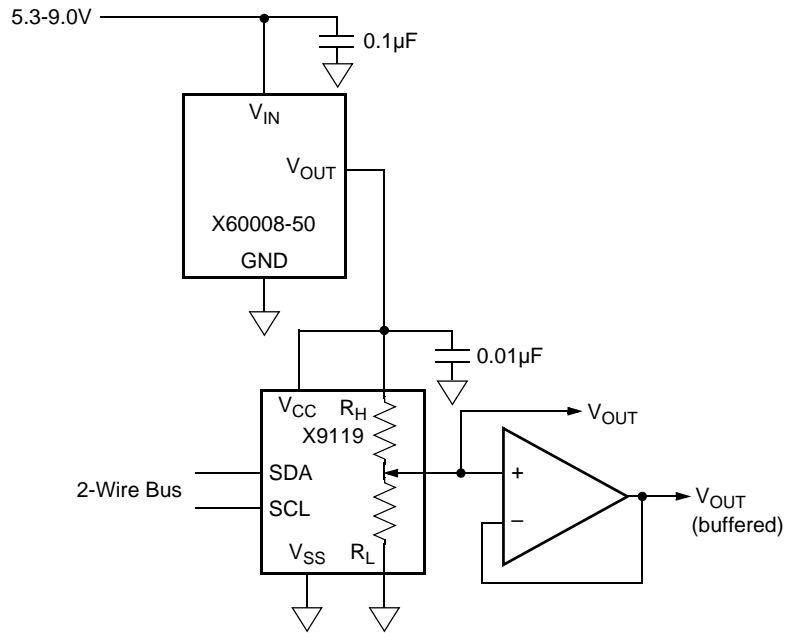 5.3-9.0V
0.1µF
VIN
VOUT
X60008-50
GND
0.01µF
VCC
RH
X9119
VOUT
2-Wire Bus
SDA
SCL
+
–
VOUT
(buffered)
VSS
RL